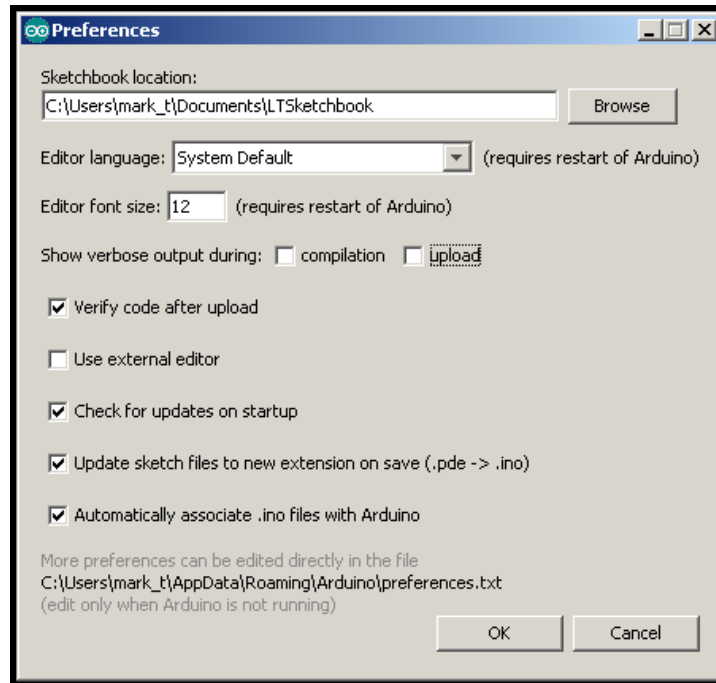 Preferences
Sketchbook location:
C:\Users\mark_t\Documents\LTSketchbook Browse
Editor language: System Default (requires restart of Arduino)
Editor font size: 12 (requires restart of Arduino)
Show verbose output during: compilation upload
Verify code after upload
Use external editor
Check for updates on startup
Update sketch files to new extension on save (.pde -> .ino)
Automatically associate .ino files with Arduino
More preferences can be edited directly in the file
C:\Users\mark_t\AppData\Roaming\Arduino\preferences.txt
(edit only when Arduino is not running)
OK Cancel